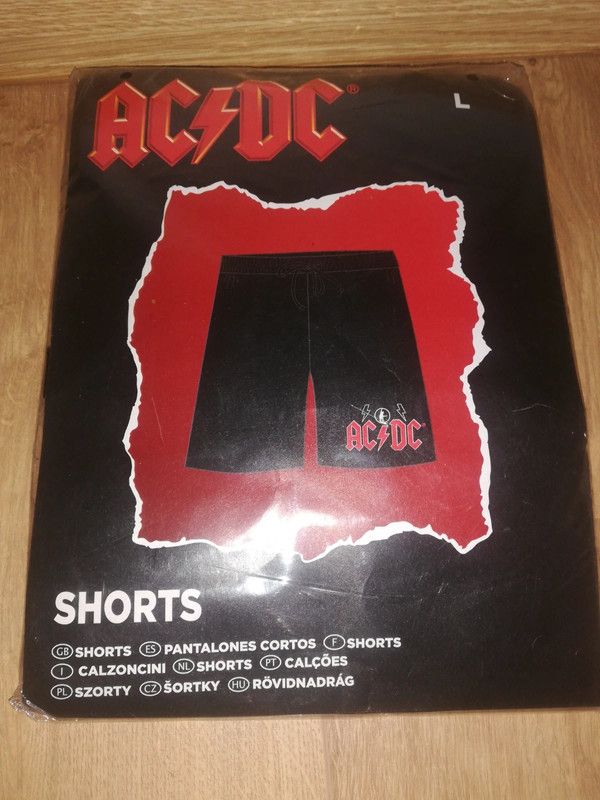 AC⚡DC®
L
AC⚡DC
SHORTS
GB SHORTS ES PANTALONES CORTOS F SHORTS
I CALZONCINI NL SHORTS PT CALÇÕES
PL SZORTY CZ ŠORTKY HU RÖVIDNADRÁG